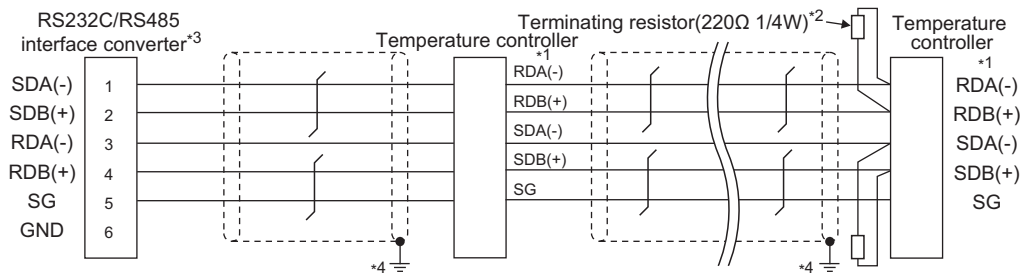 RS232C/RS485
interface converter*3
SDA(-) 1
SDB(+) 2
RDA(-) 3
RDB(+) 4
SG 5
GND 6
*4
Temperature controller
*1
RDA(-)
RDB(+)
SDA(-)
SDB(+)
SG
Terminating resistor(220Ω 1/4W)*2
*4
Temperature
controller
*1
RDA(-)
RDB(+)
SDA(-)
SDB(+)
SG